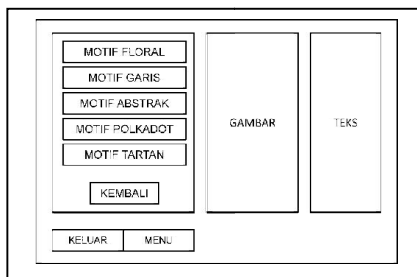 MOTIF FLORAL
MOTIF GARIS
MOTIF ABSTRAK
MOTIF POLKADOT
MOTIF TARTAN
KEMBALI
GAMBAR
TEKS
KELUAR
MENU